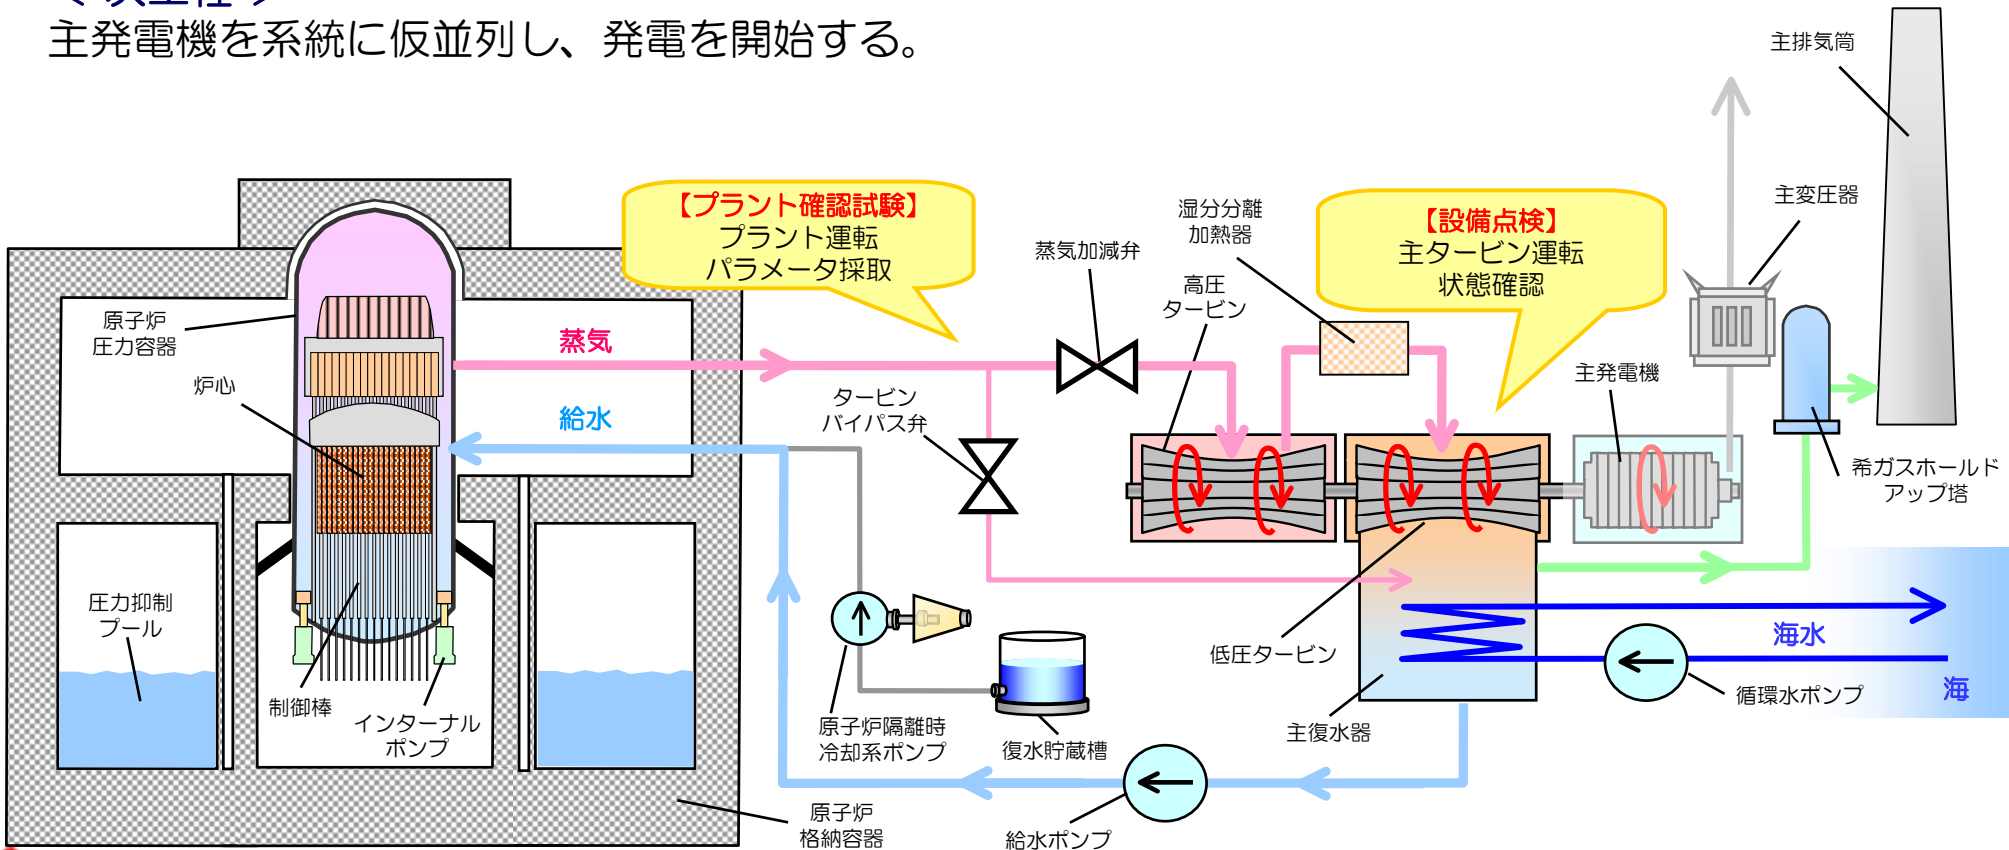 主発電機を系統に仮並列し、発電を開始する。
主排気筒
【プラント確認試験】
プラント運転
パラメータ採取
【設備点検】
主タービン運転
状態確認
湿分分離
加熱器
主変圧器
蒸気加減弁
高圧
タービン
原子炉
圧力容器
蒸気
炉心
タービン
バイパス弁
主発電機
給水
希ガスホールド
アップ塔
圧力抑制
プール
制御棒
インターナル
ポンプ
原子炉隔離時
冷却系ポンプ
復水貯蔵槽
低圧タービン
主復水器
海水
海
循環水ポンプ
原子炉
格納容器
給水ポンプ